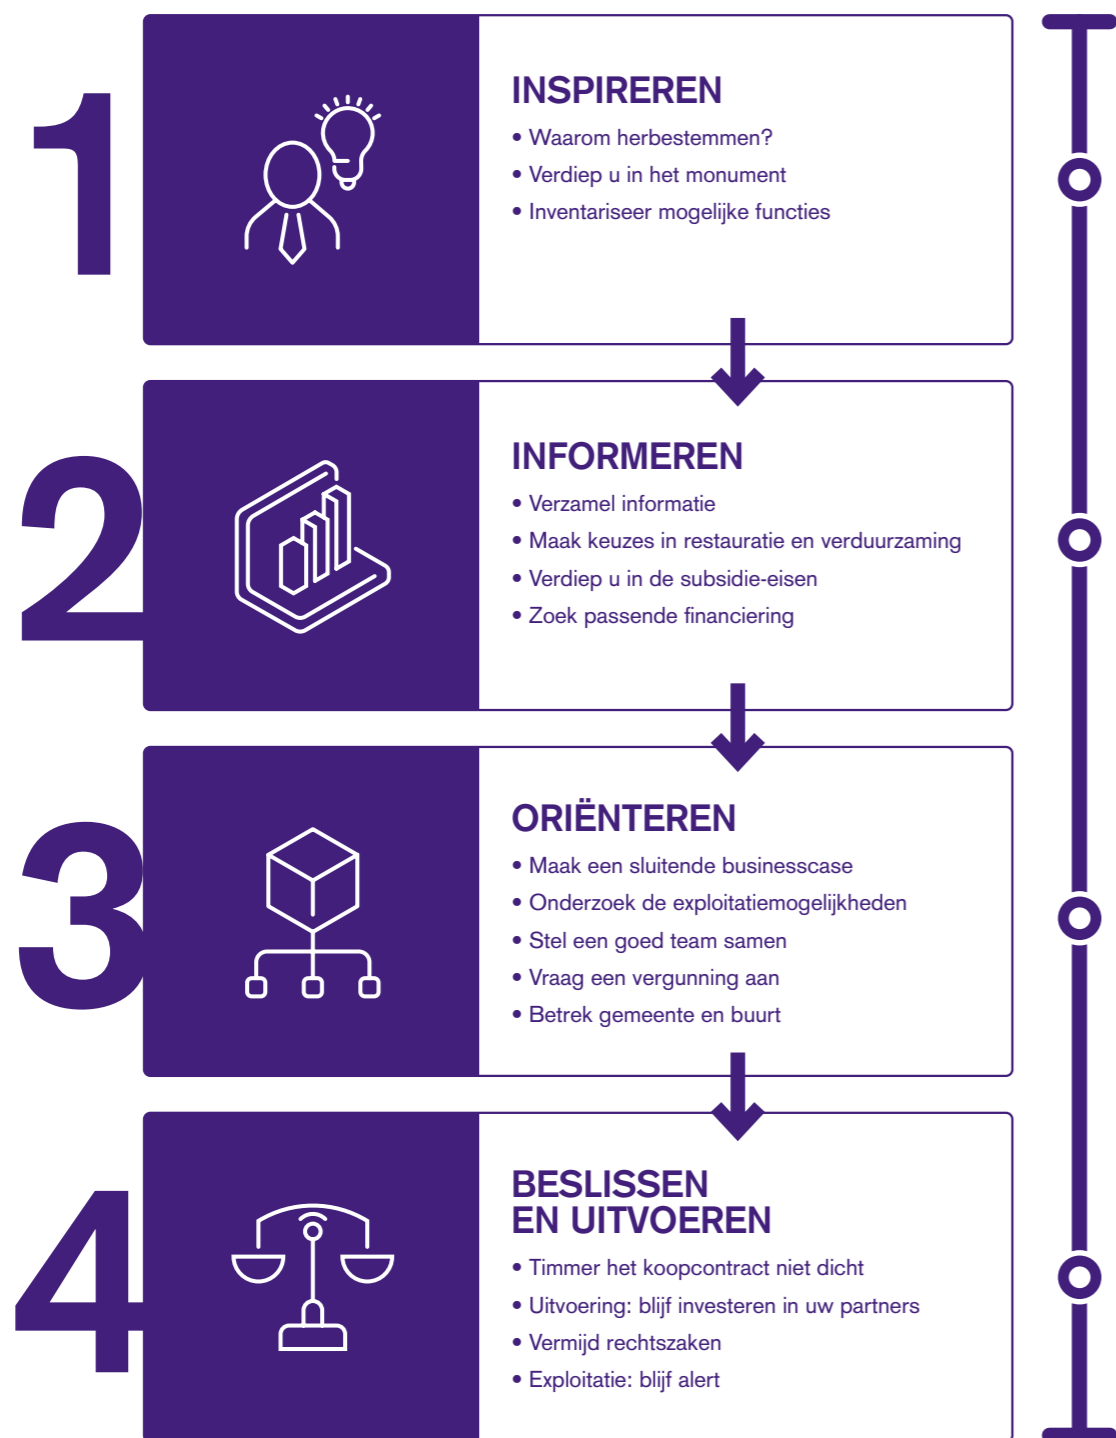 1
INSPIREREN
• Waarom herbestemmen?
• Verdiep u in het monument
• Inventariseer mogelijke functies
2
INFORMEREN
• Verzamel informatie
• Maak keuzes in restauratie en verduurzaming
• Verdiep u in de subsidie-eisen
• Zoek passende financiering
3
ORIËNTEREN
• Maak een sluitende businesscase
• Onderzoek de exploitatiemogelijkheden
• Stel een goed team samen
• Vraag een vergunning aan
• Betrek gemeente en buurt
4
BESLISSEN
EN UITVOEREN
• Timmer het koopcontract niet dicht
• Uitvoering: blijf investeren in uw partners
• Vermijd rechtszaken
• Exploitatie: blijf alert